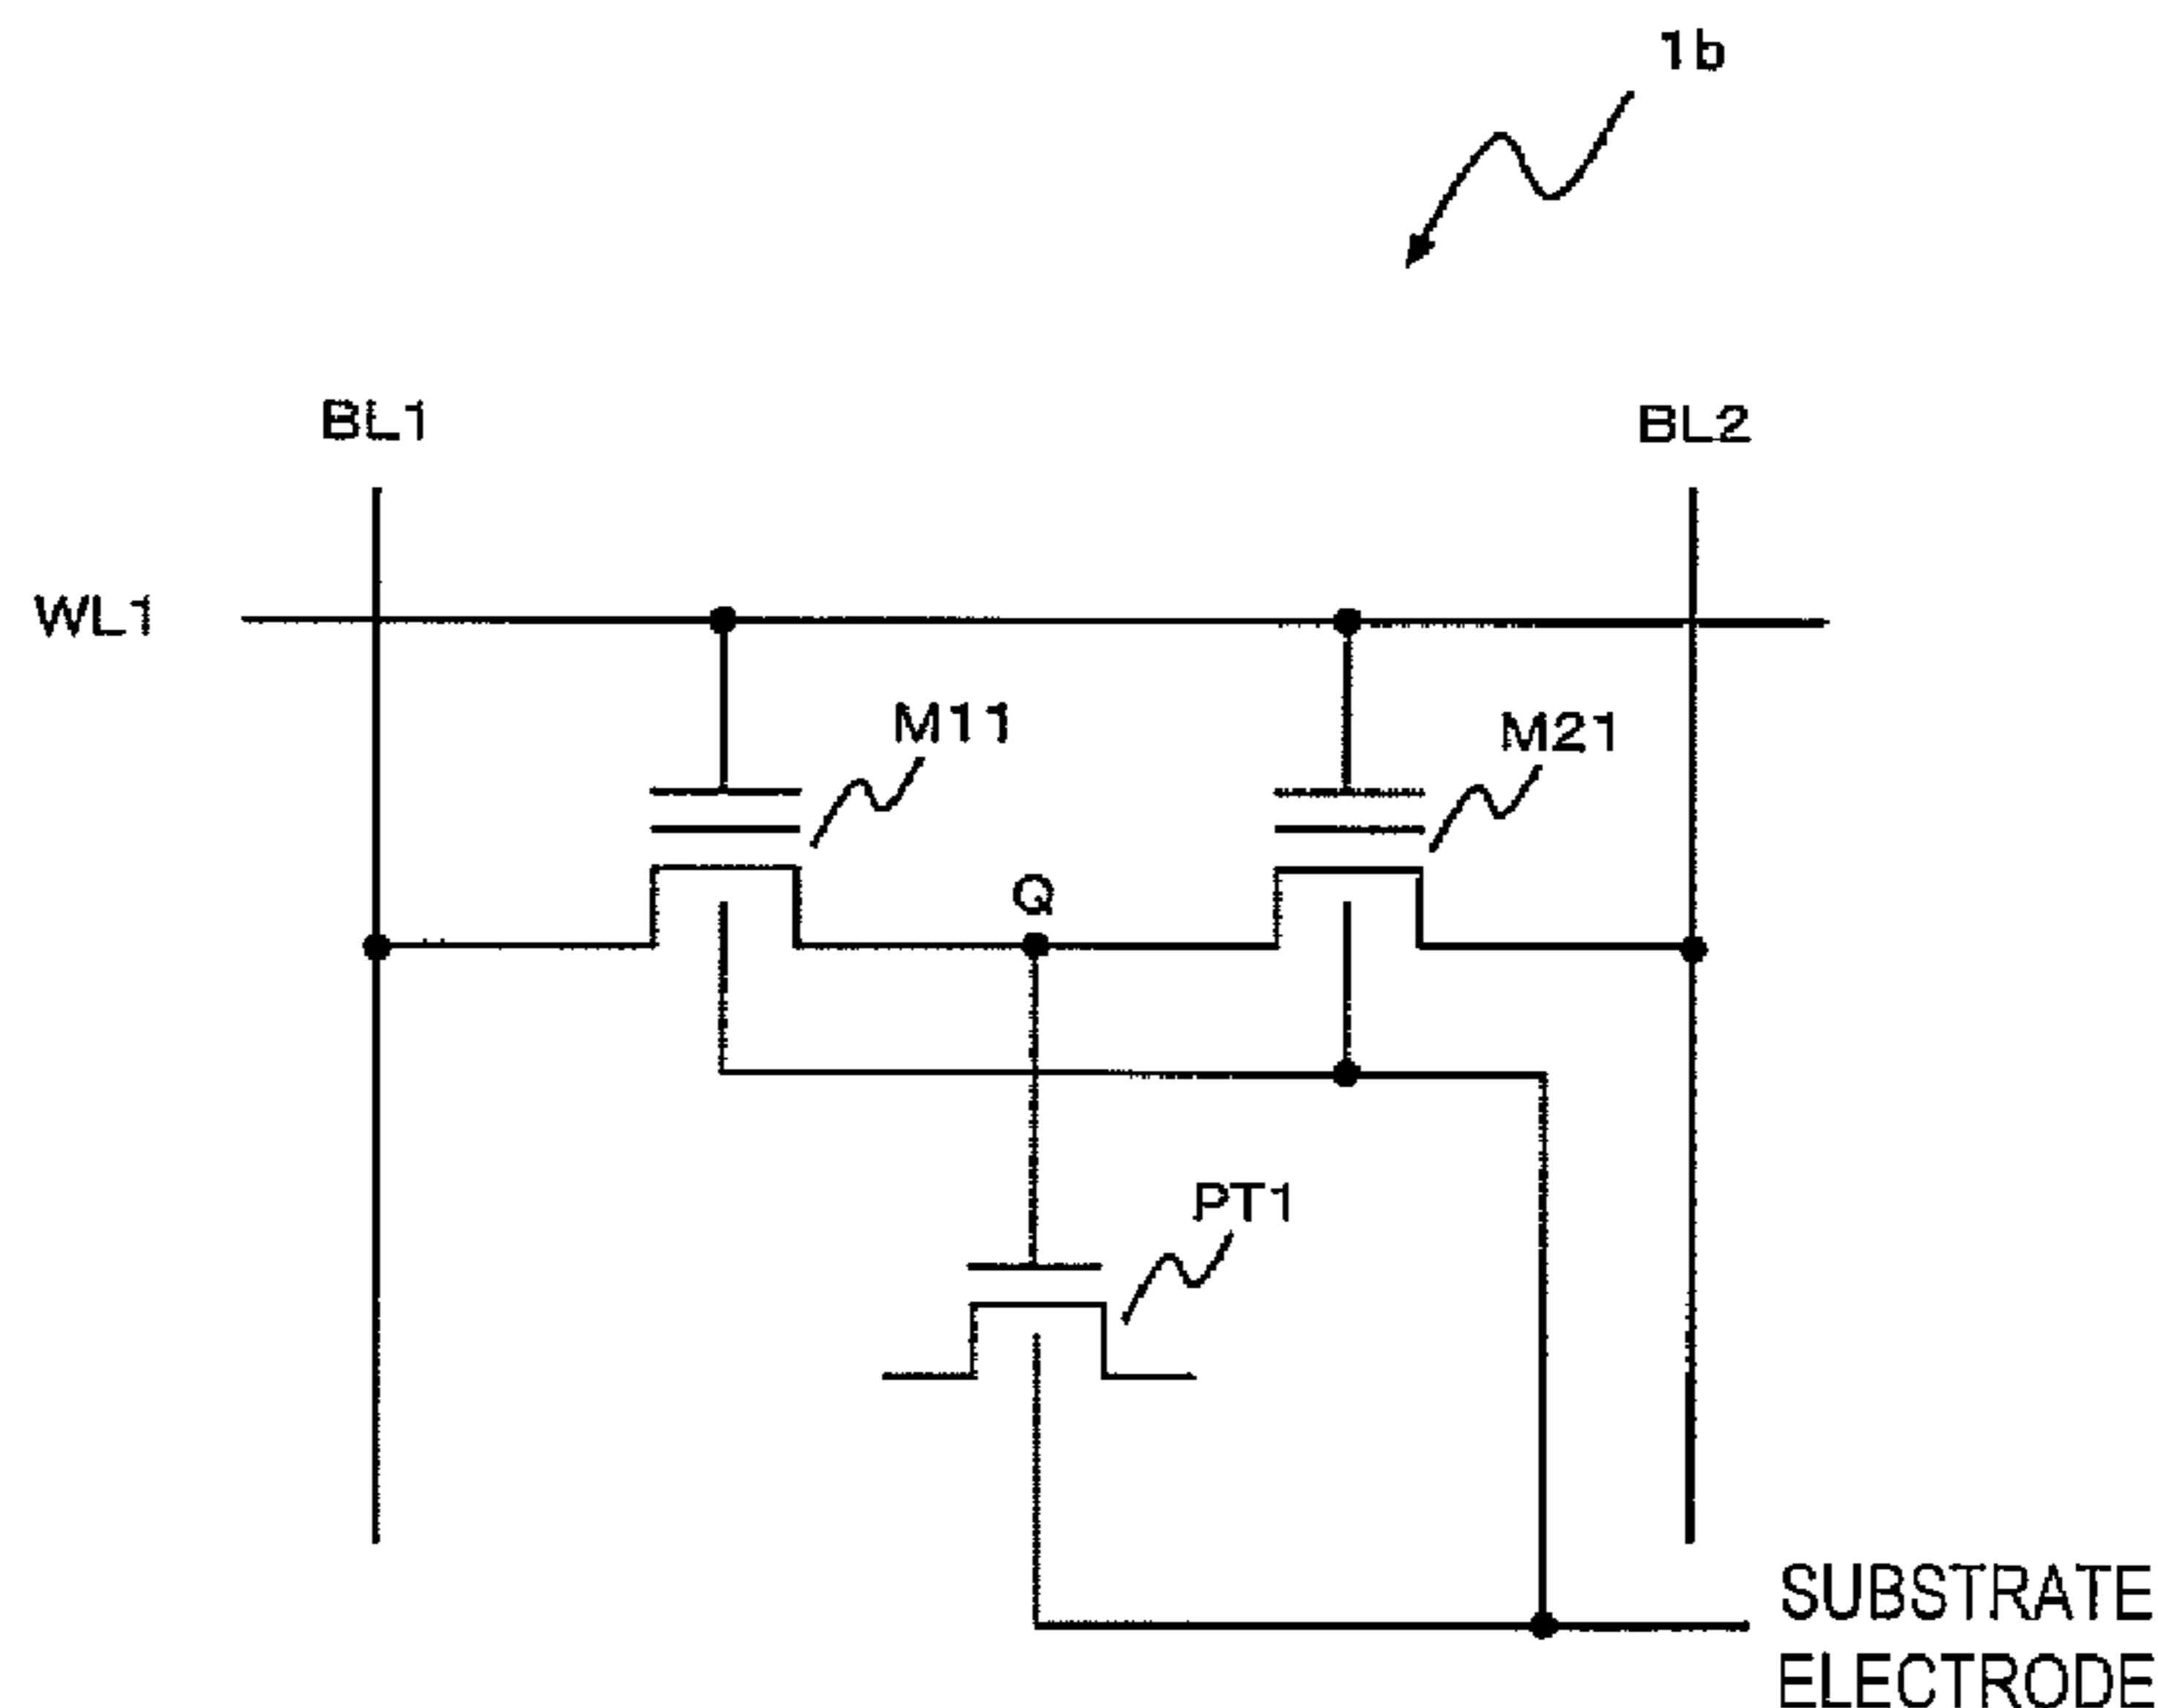 1b
BL1
BL2
WL1
M11
M21
Q
PT1
SUBSTRATE
ELECTRODE